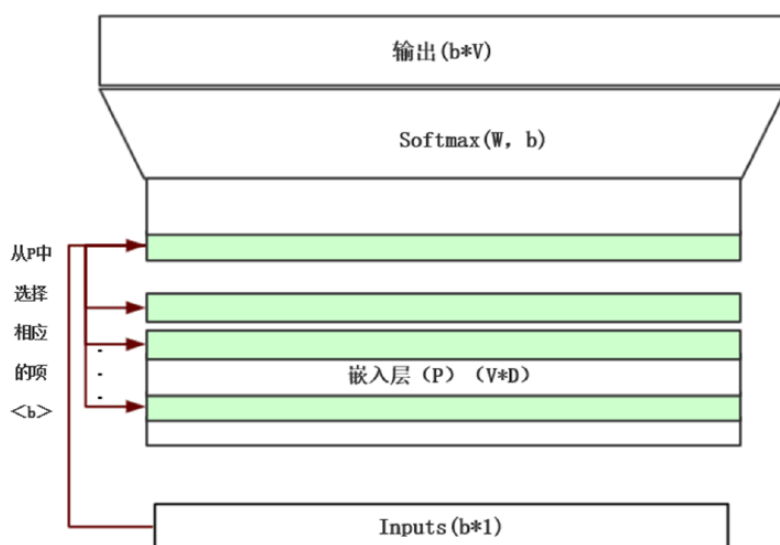 输出(b*V)
Softmax(W，b)
从P中
选择
相应
的项
<b>
嵌入层（P）（V*D）
Inputs(b*1)